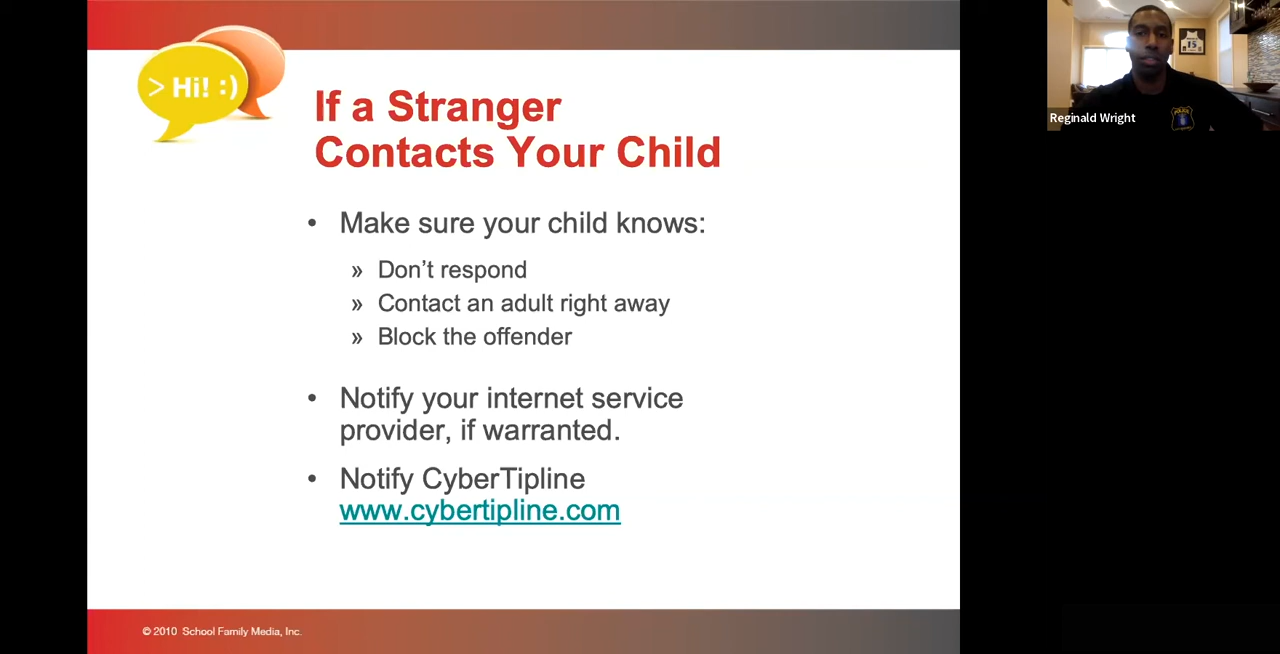 > Hi! :)
If a Stranger
Contacts Your Child
• Make sure your child knows:
» Don’t respond
» Contact an adult right away
» Block the offender
• Notify your internet service
provider, if warranted.
• Notify CyberTipline
www.cybertipline.com
© 2010 School Family Media, Inc.
15
Reginald Wright
POLICE